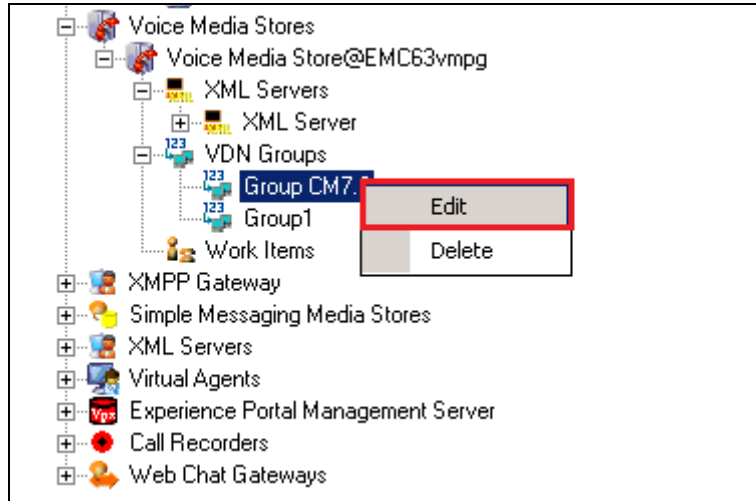 Voice Media Stores
Voice Media Store@EMC63vmpg
XML Servers
XML Server
VDN Groups
Group CM7.
Edit
Group1
Delete
Work Items
XMPP Gateway
Simple Messaging Media Stores
XML Servers
Virtual Agents
Experience Portal Management Server
Call Recorders
Web Chat Gateways